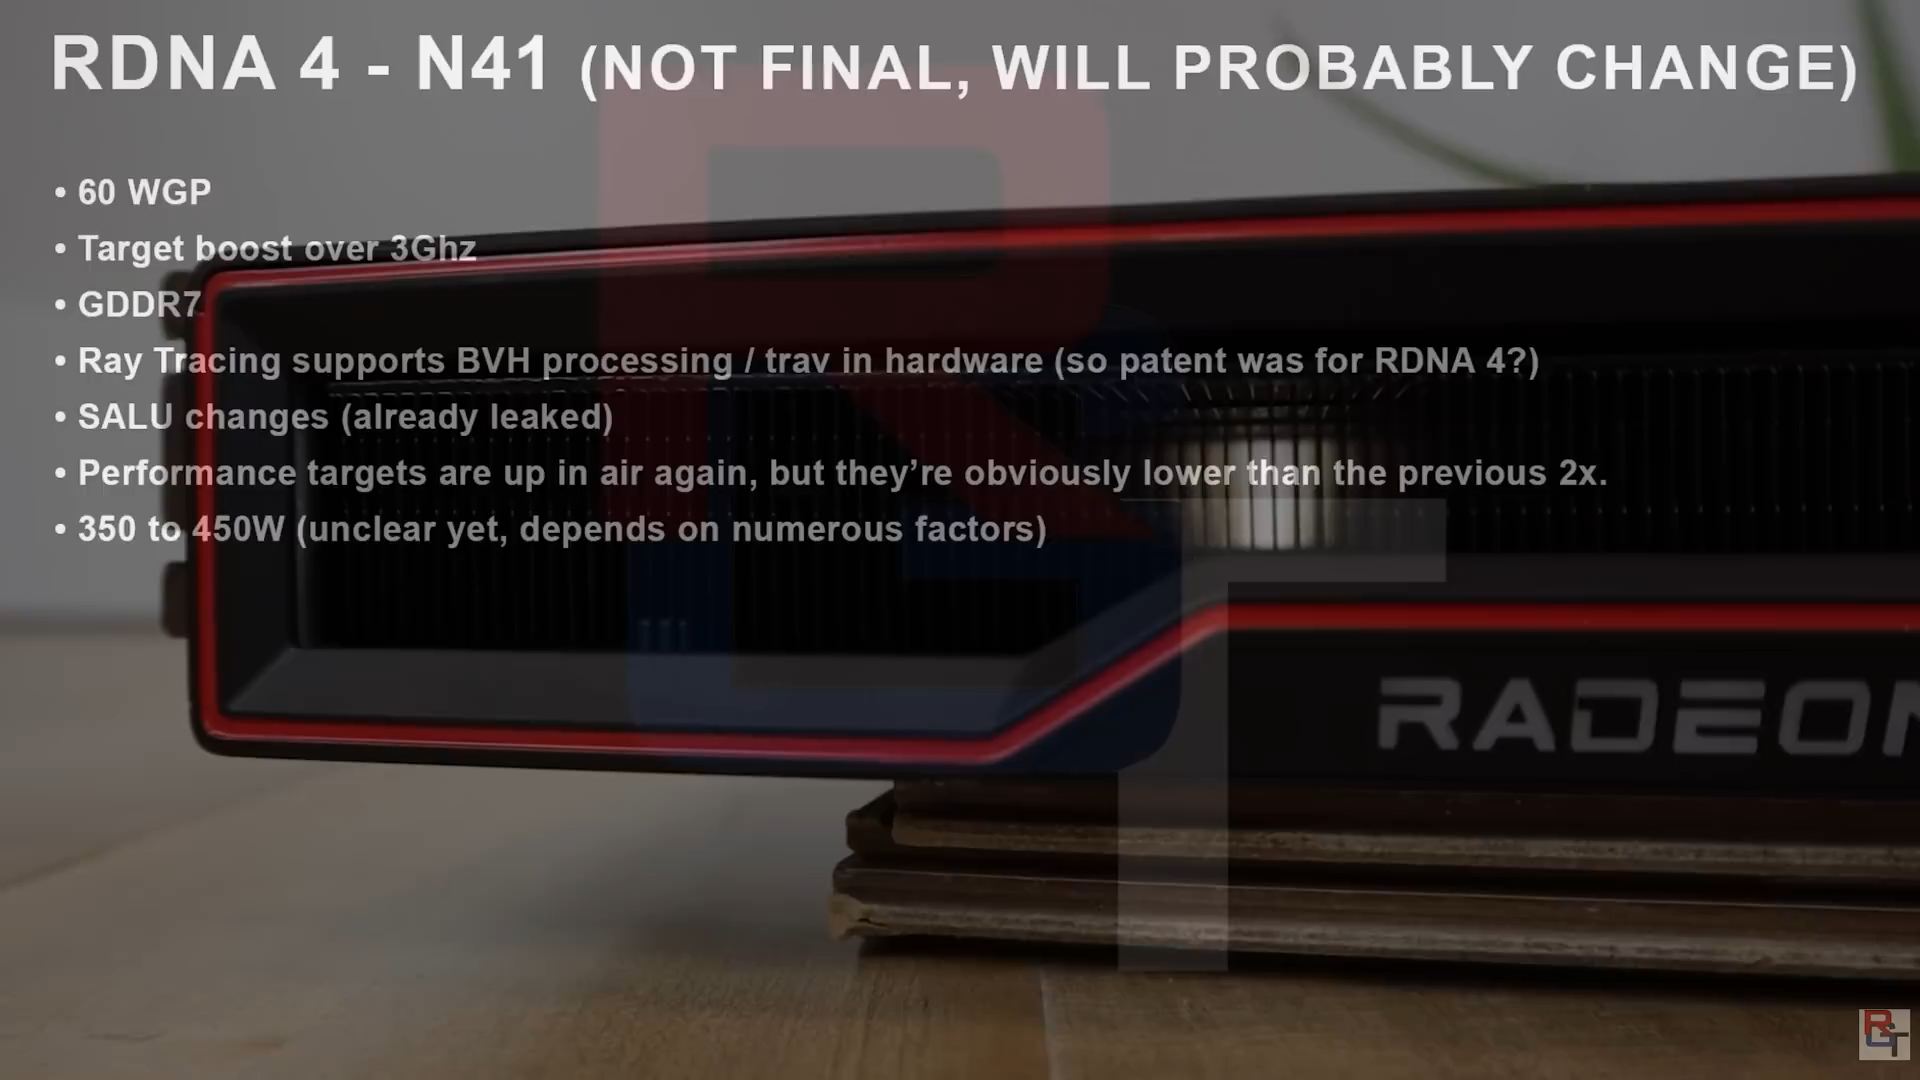 RDNA 4 - N41 (NOT FINAL, WILL PROBABLY CHANGE)
• 60 WGP
• Target boost over 3Ghz
• GDDR7
• Ray Tracing supports BVH processing / trav in hardware (so patent was for RDNA 4?)
• SALU changes (already leaked)
• Performance targets are up in air again, but they’re obviously lower than the previous 2x.
• 350 to 450W (unclear yet, depends on numerous factors)
RADEON
RGT